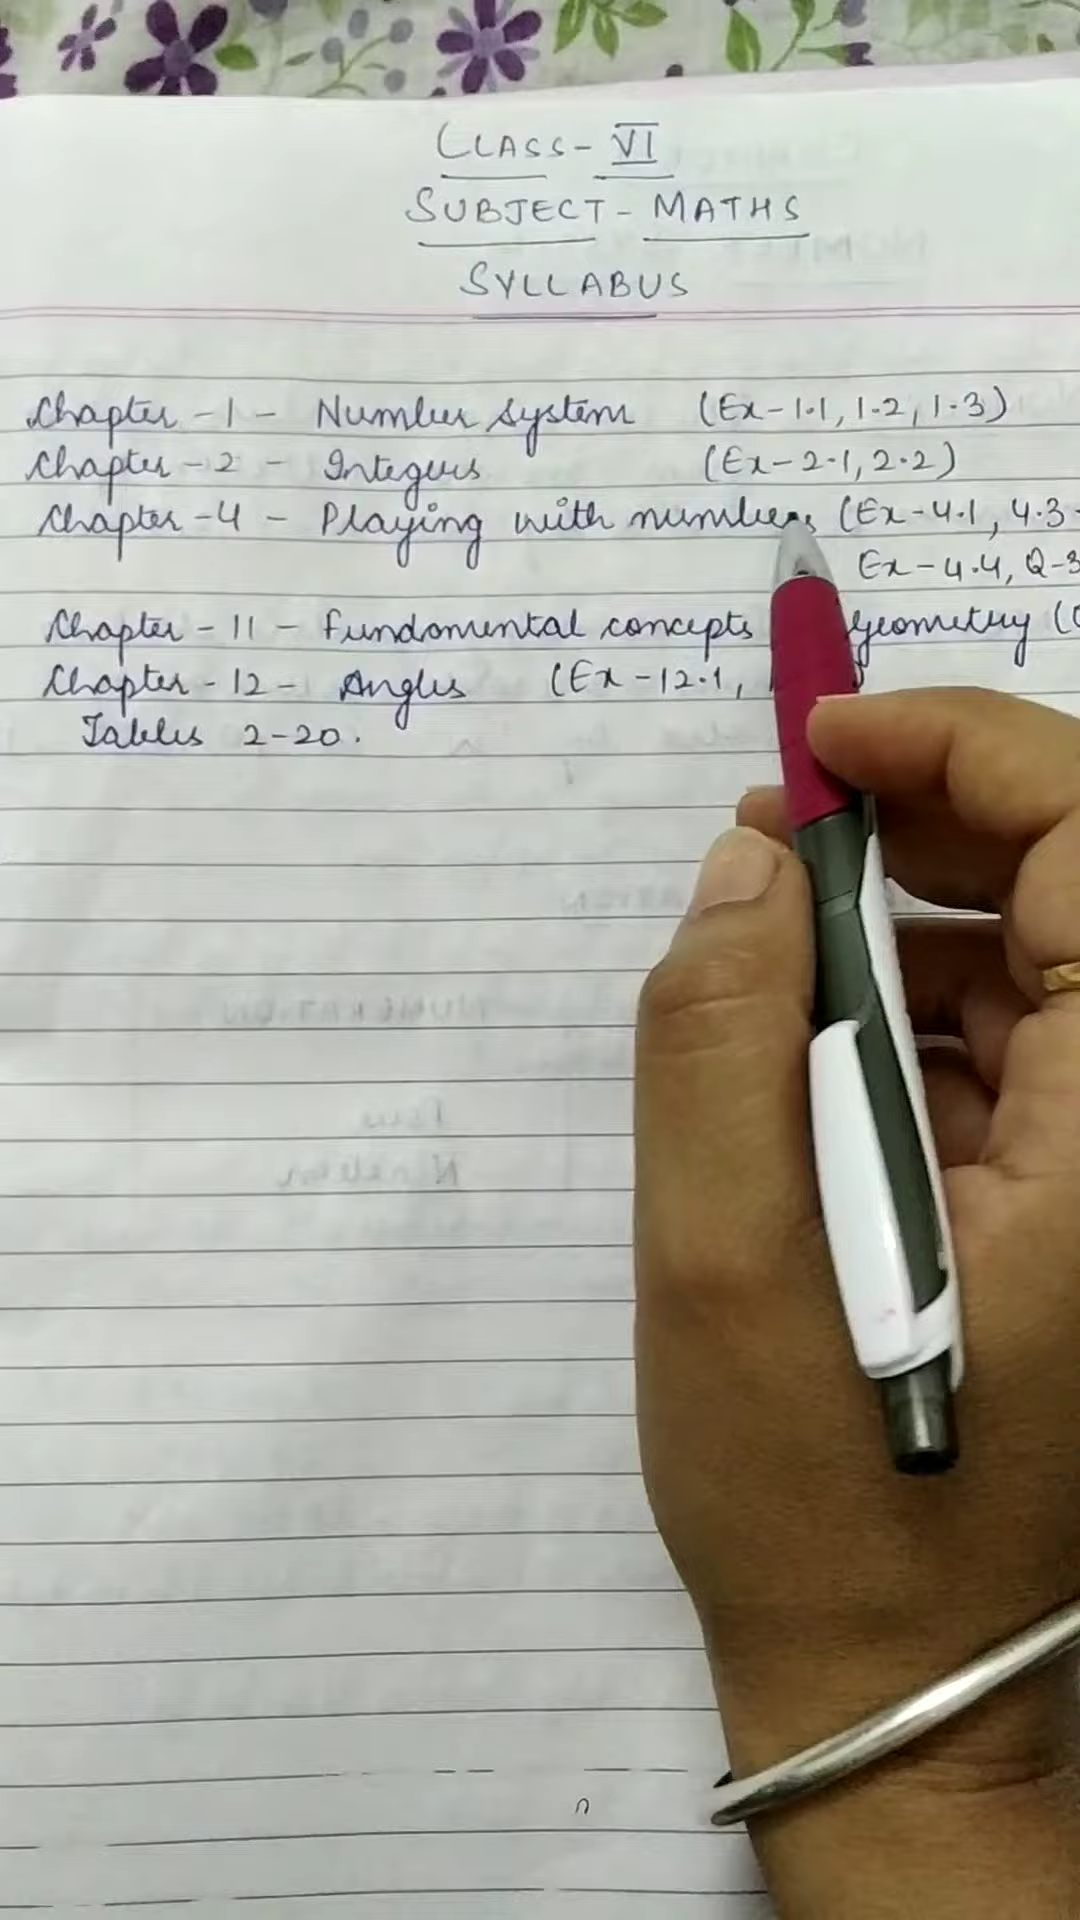 CLASS - VI
SUBJECT - MATHS
SYLLABUS
Chapter - 1 - Number system (Ex - 1.1, 1.2, 1.3)
Chapter - 2 - Integers (Ex - 2.1, 2.2)
Chapter - 4 - Playing with numbers (Ex - 4.1, 4.3
Ex - 4.4, Q-3
Chapter - 11 - Fundamental concepts Geometry (
Chapter - 12 - Angles (Ex - 12.1,
Tables 2-20.